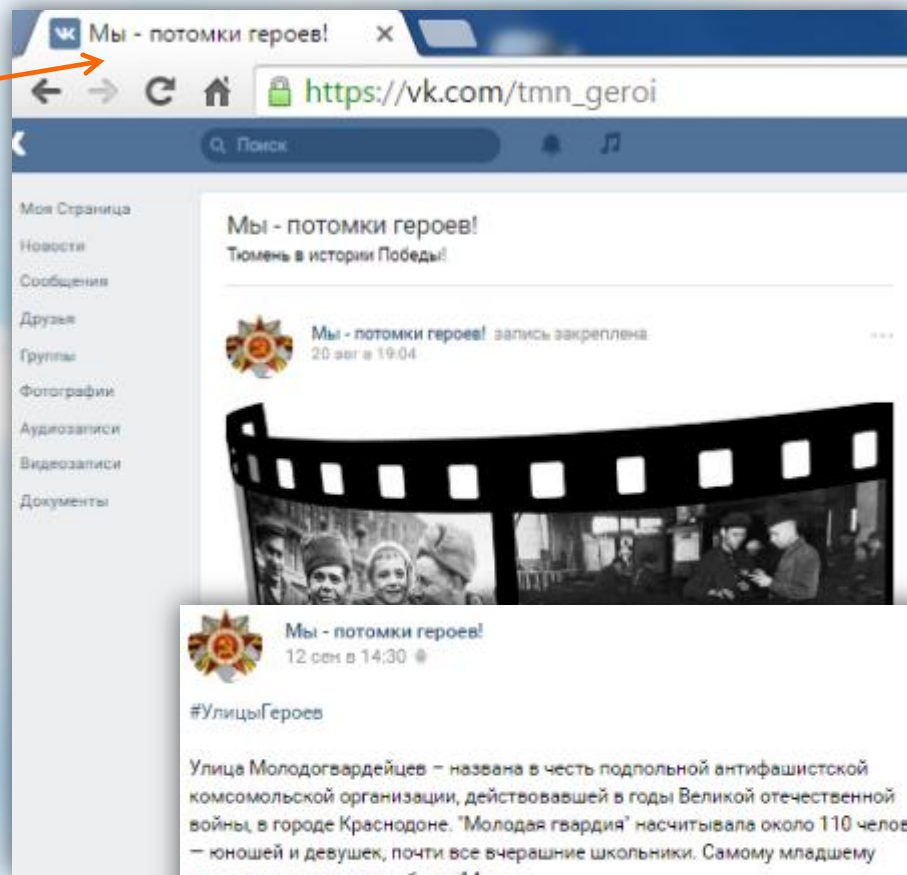 Мы - потомки героев!
https://vk.com/tmn_geroi
Поиск
Моя Страница
Новости
Сообщения
Друзья
Группы
Фотографии
Аудиозаписи
Видеозаписи
Документы
Мы - потомки героев!
Тюмень в истории Победы!
Мы - потомки героев! запись закреплена
20 авг в 19:04
Мы - потомки героев!
12 сен в 14:30
#УлицыГероев
Улица Молодогвардейцев – названа в честь подпольной антифашистской
комсомольской организации, действовавшей в годы Великой отечественной
войны, в городе Краснодоне. "Молодая гвардия" насчитывала около 110 челов
– юношей и девушек, почти все вчерашние школьники. Самому младшему